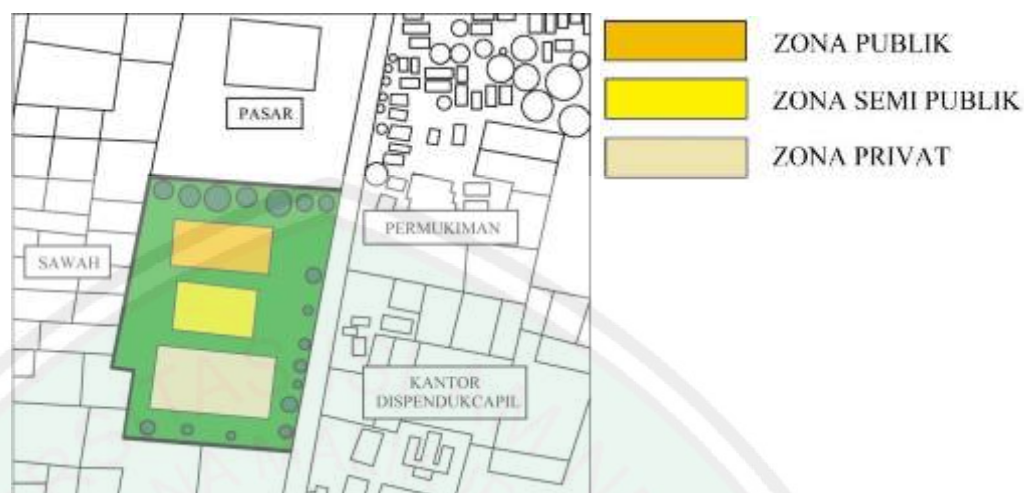 ZONA PUBLIK
ZONA SEMI PUBLIK
ZONA PRIVAT
PASAR
PERMUKIMAN
SAWAH
KANTOR
DISPENDUKCAPIL